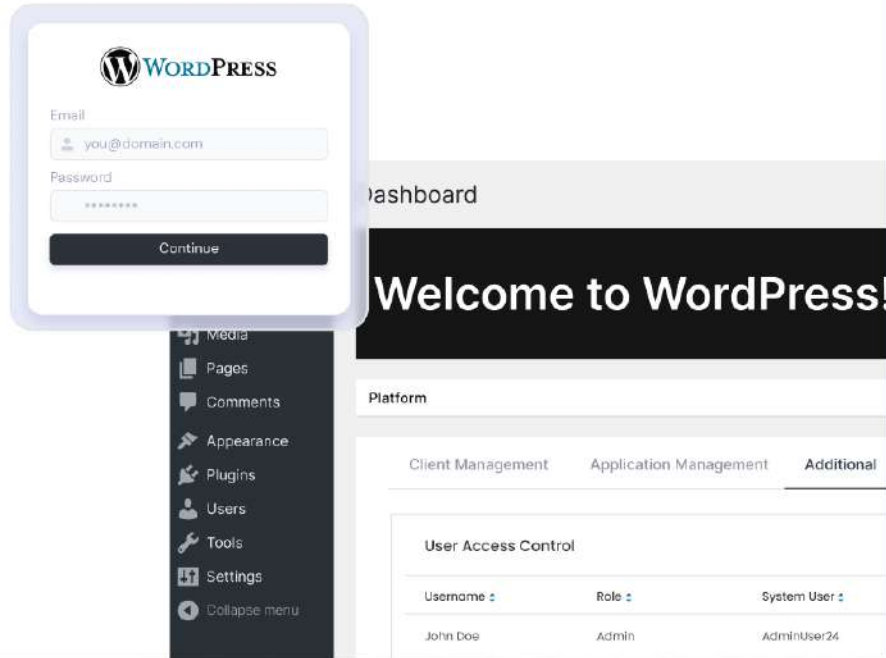 WORDPRESS
Email
you@domain.com
Password
********
Continue
Dashboard
Welcome to WordPress!
Media
Pages
Comments
Appearance
Plugins
Users
Tools
Settings
Collapse menu
Platform
Client Management Application Management Additional
User Access Control
Username Role System User
John Doe Admin AdminUser24